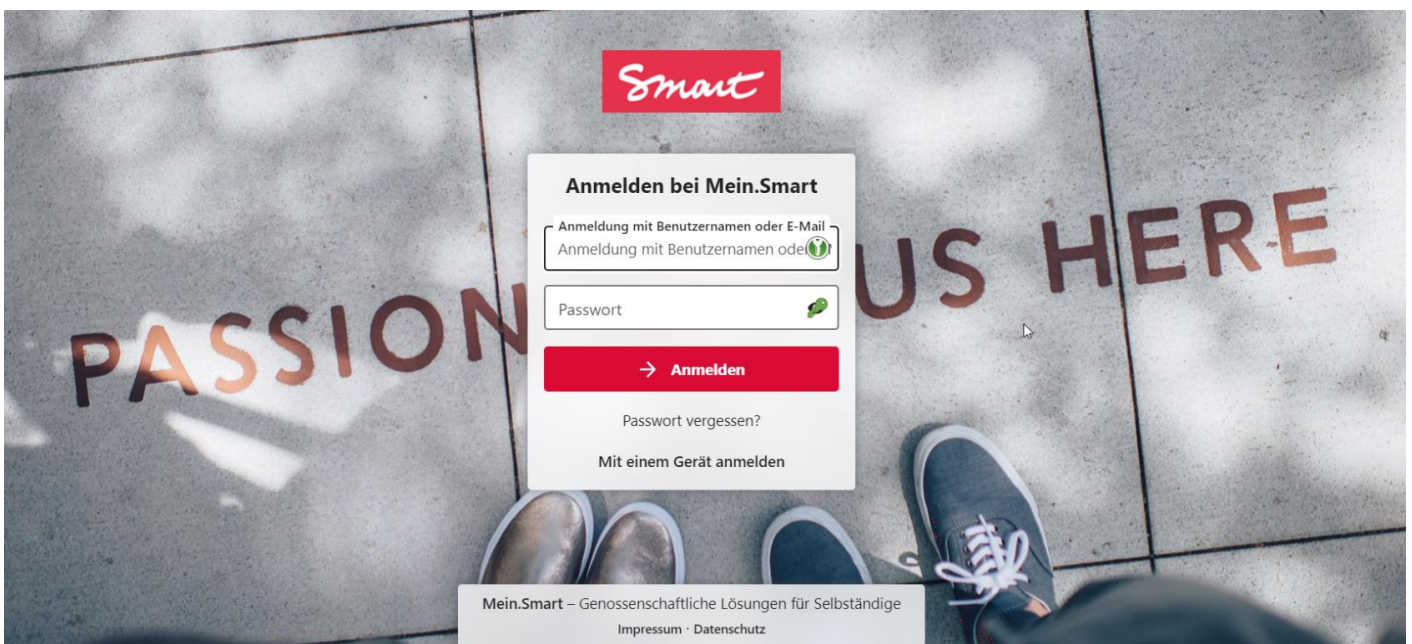 Smart
Anmelden bei Mein.Smart
Anmeldung mit Benutzernamen oder E-Mail
Anmeldung mit Benutzernamen oder
PASSION US HERE
Passwort
→ Anmelden
Passwort vergessen?
Mit einem Gerät anmelden
Mein.Smart – Genossenschaftliche Lösungen für Selbständige
Impressum · Datenschutz